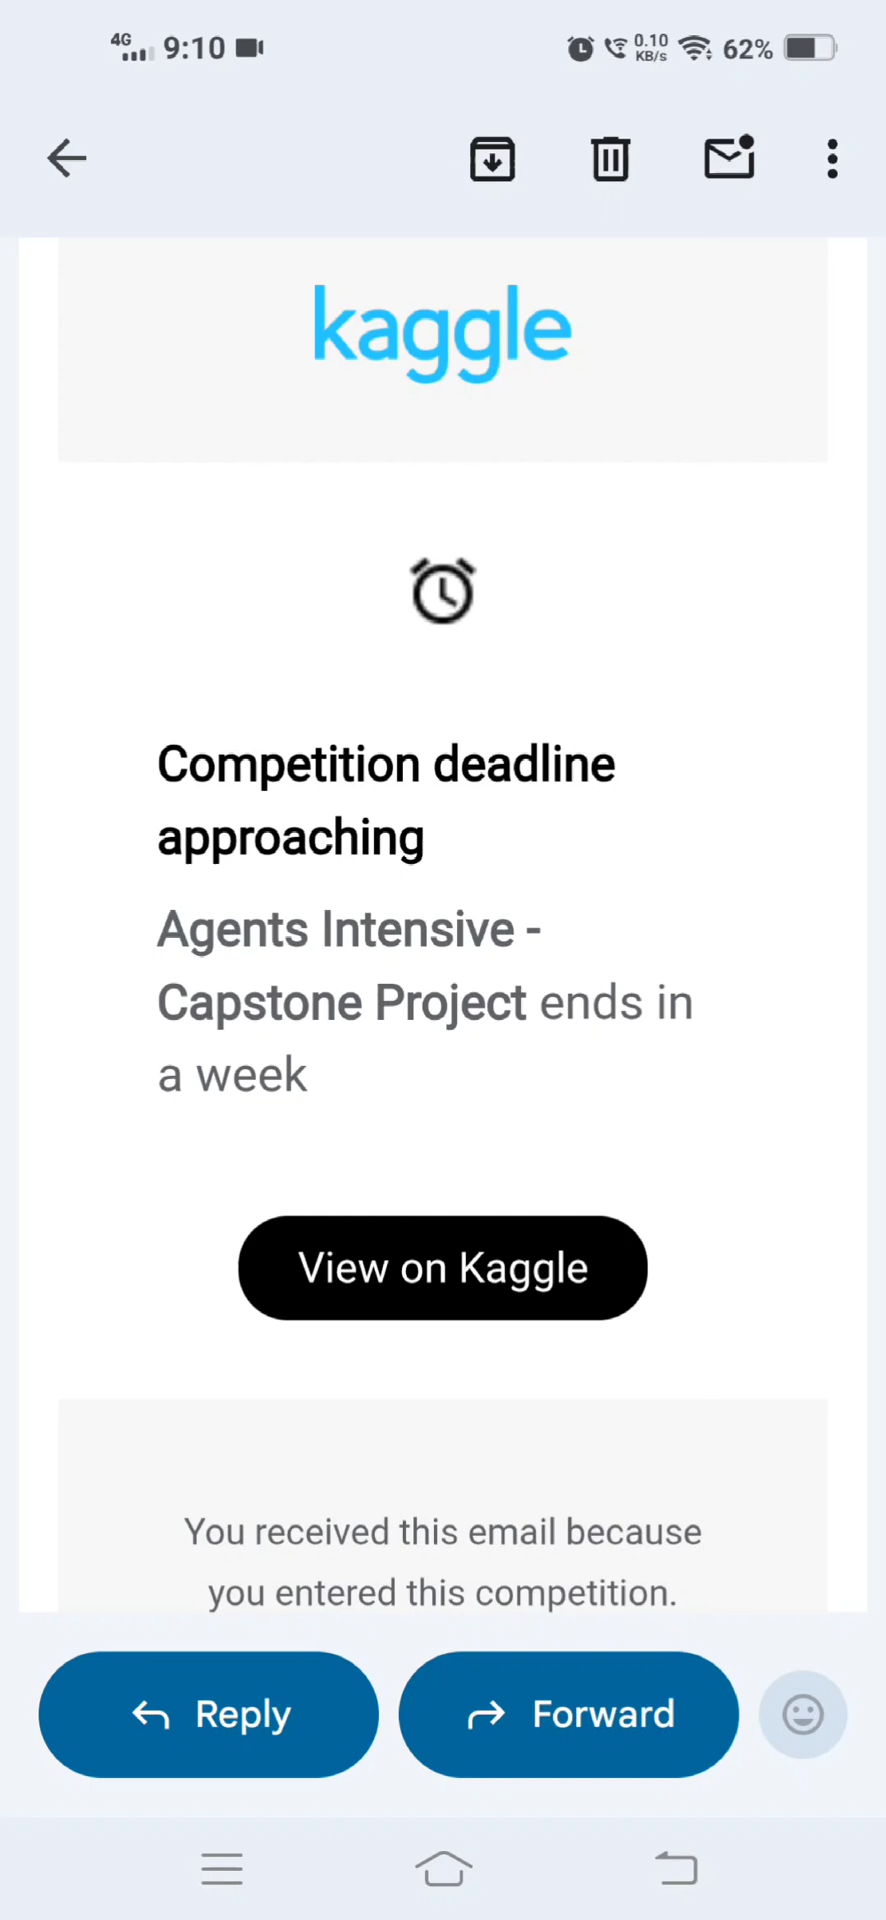 4G 9:10 0.10 KB/s 62%
kaggle
Competition deadline
approaching
Agents Intensive -
Capstone Project ends in
a week
View on Kaggle
You received this email because
you entered this competition.
Reply Forward